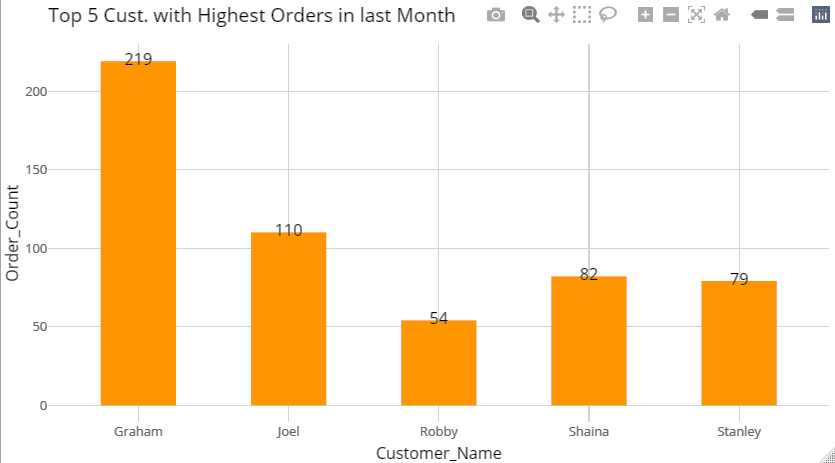 Top 5 Cust. with Highest Orders in last Month
Order_Count
200
150
100
50
0
219
110
54
82
79
Graham
Joel
Robby
Shaina
Stanley
Customer_Name